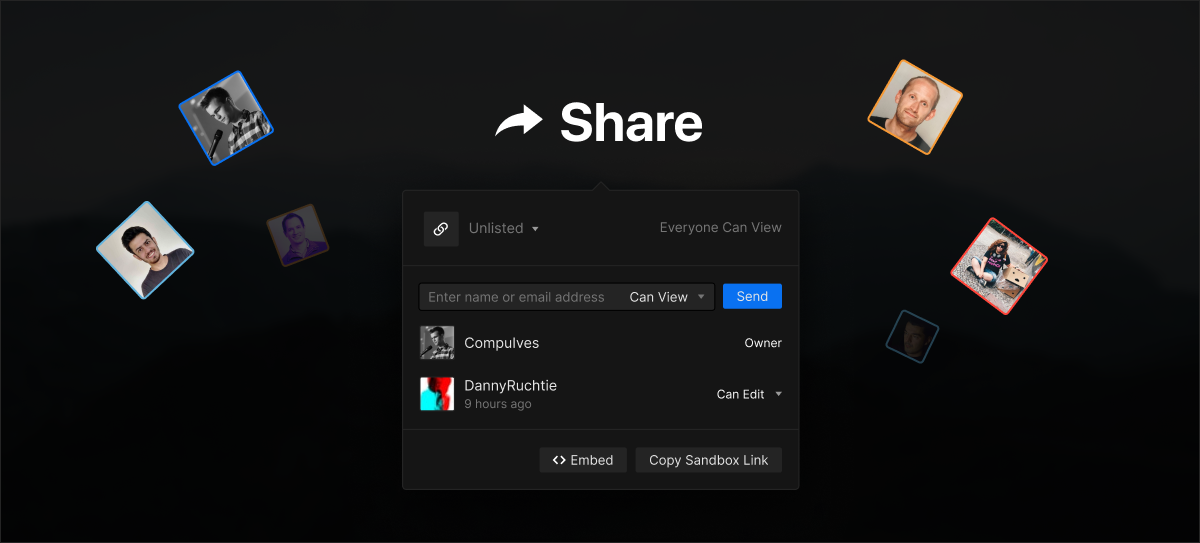 Share
Unlisted
Everyone Can View
Enter name or email address Can View Send
Compulves Owner
DannyRuchtie
9 hours ago
Can Edit
Embed Copy Sandbox Link